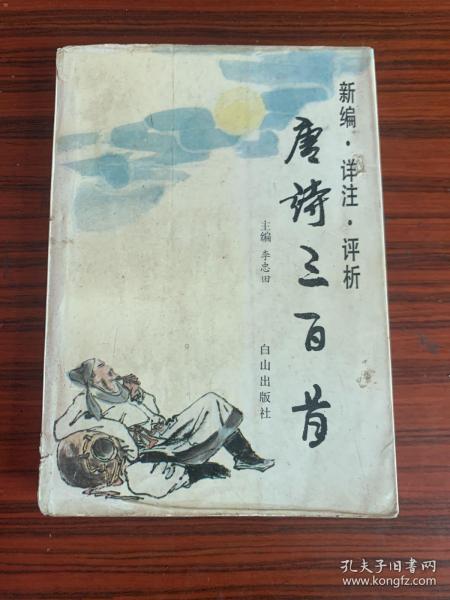 新编·详注·评析
唐诗三百首
主编 李忠田
白山出版社
孔夫子旧书网
www.kongfz.com